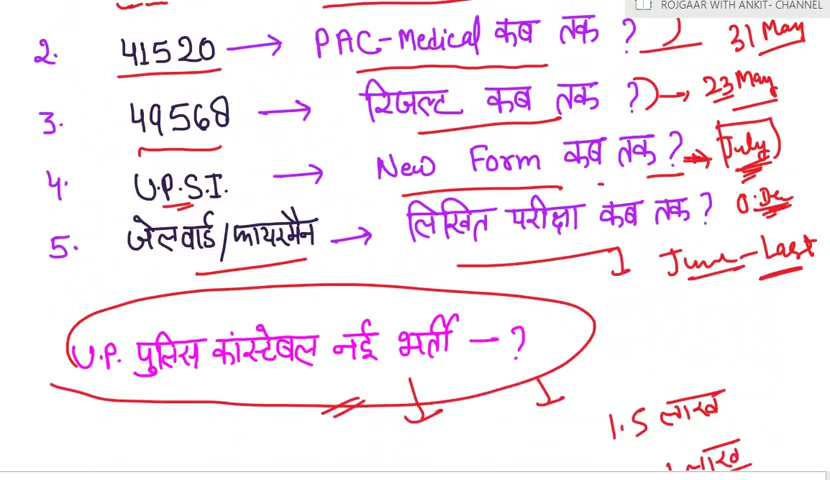 ROJGAAR WITH ANKIT- CHANNEL
2. 41520 → PAC-Medical कब तक ? 31 May
3. 49568 → रिजल्ट कब तक ? → 23 May
4. U.P.S.I. → New Form कब तक ? → July
5. जेलवार्ड/फायरमैन → लिखित परीक्षा कब तक ?
June-Last
U.P. पुलिस कांस्टेबल नई भर्ती - ?
1.5 लाख
लाख